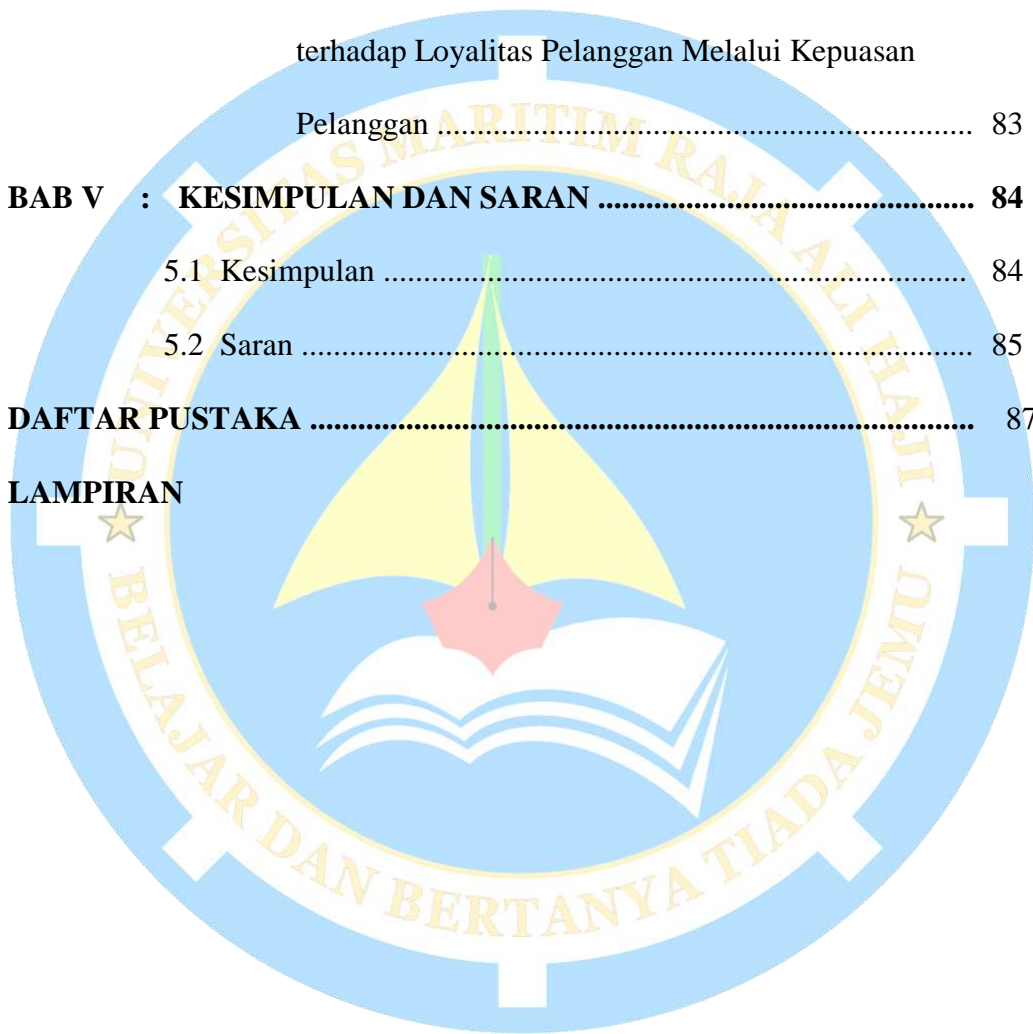 terhadap Loyalitas Pelanggan Melalui Kepuasan
Pelanggan .................................................................. 83
BAB V : KESIMPULAN DAN SARAN .............................................. 84
5.1 Kesimpulan ........................................................................ 84
5.2 Saran ................................................................................... 85
DAFTAR PUSTAKA .................................................................................. 87
LAMPIRAN
UNIVERSITAS MARITIM RAJA ALI HAJI
BELAJAR DAN BERTANYA TIADA JEMU